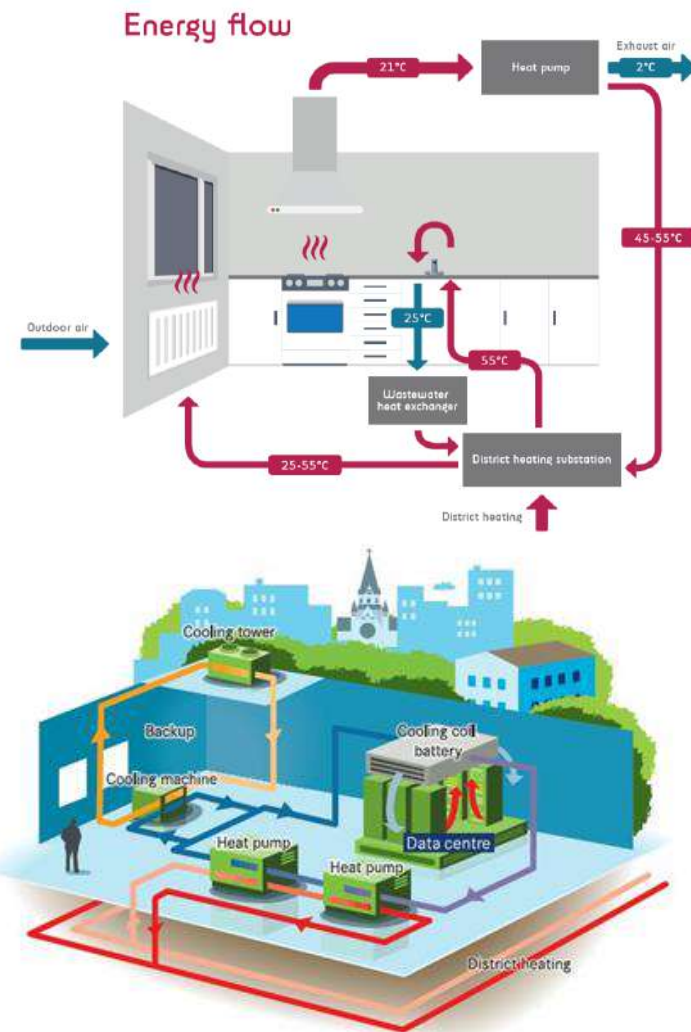 Energy flow
Exhaust air
21°C
Heat pump
2°C
45-55°C
Outdoor air
25°C
55°C
Wastewater
heat exchanger
25-55°C
District heating substation
District heating
Cooling tower
Backup
Cooling coil
battery
Cooling machine
Heat pump
Data centre
Heat pump
District heating